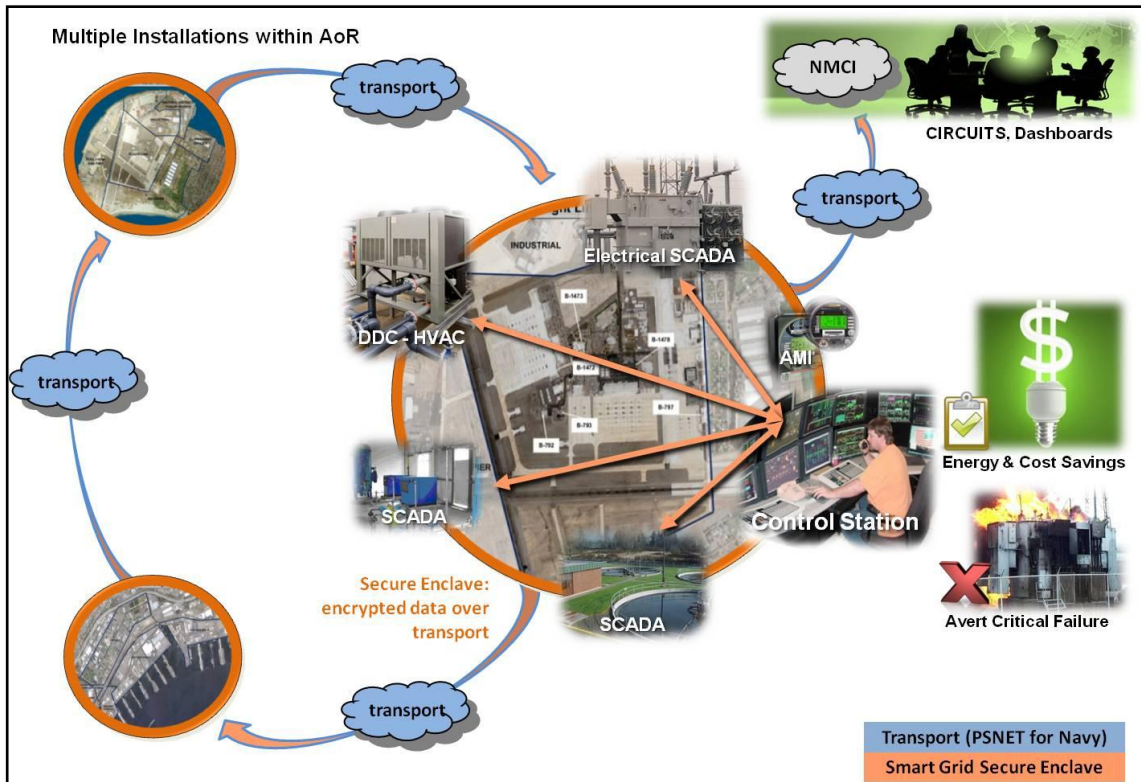 Multiple Installations within AoR
transport
NMCI
CIRCUITS, Dashboards
transport
INDUSTRIAL
Electrical SCADA
B-1473
DDC - HVAC
B-1478
AMI
transport
B-1472
B-797
B-793
B-792
Energy & Cost Savings
SCADA
Control Station
Secure Enclave:
encrypted data over
transport
SCADA
Avert Critical Failure
transport
Transport (PSNET for Navy)
Smart Grid Secure Enclave